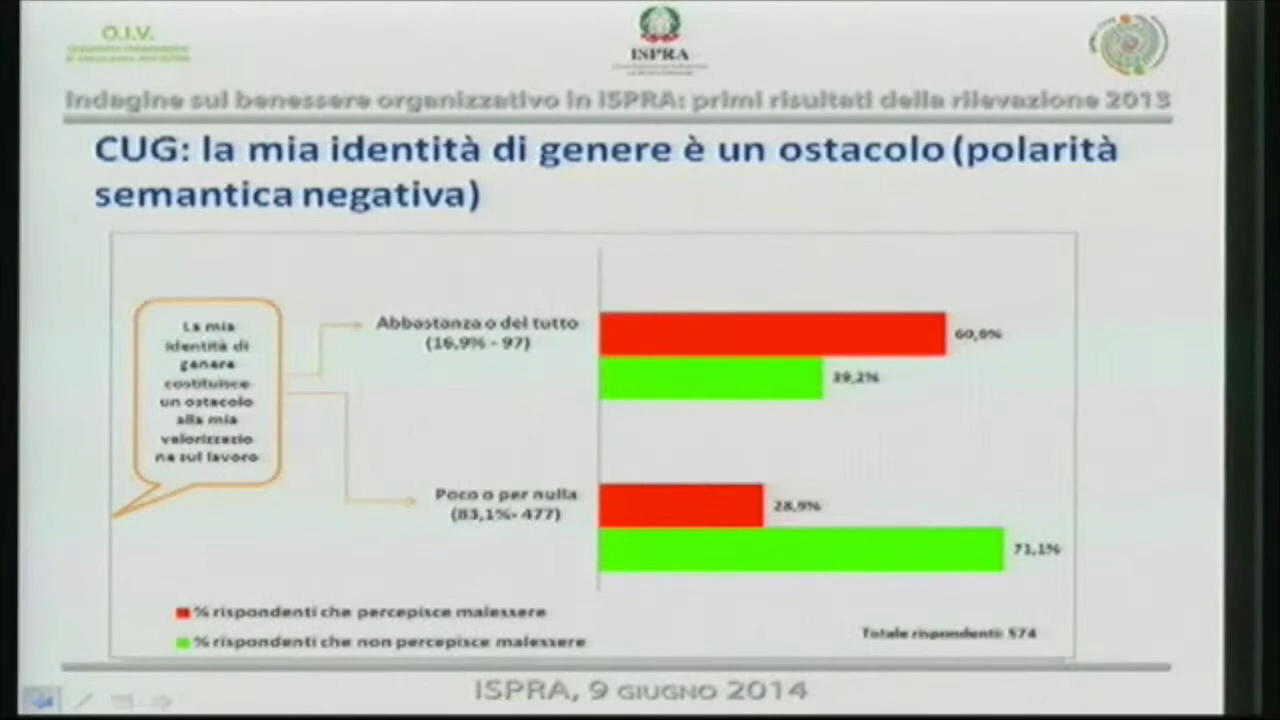 O.I.V.
ISPRA
Indagine sul benessere organizzativo in ISPRA: primi risultati della rilevazione 2013
CUG: la mia identità di genere è un ostacolo (polarità
semantica negativa)
La mia
identità di
genere
costituisce
un ostacolo
alla mia
valorizzazio
ne sul lavoro
Abbastanza o del tutto
(16,9% - 97)
60,8%
39,2%
Poco o per nulla
(83,1%- 477)
28,9%
71,1%
% rispondenti che percepisce malessere
% rispondenti che non percepisce malessere
Totale rispondenti: 574
ISPRA, 9 GIUGNO 2014